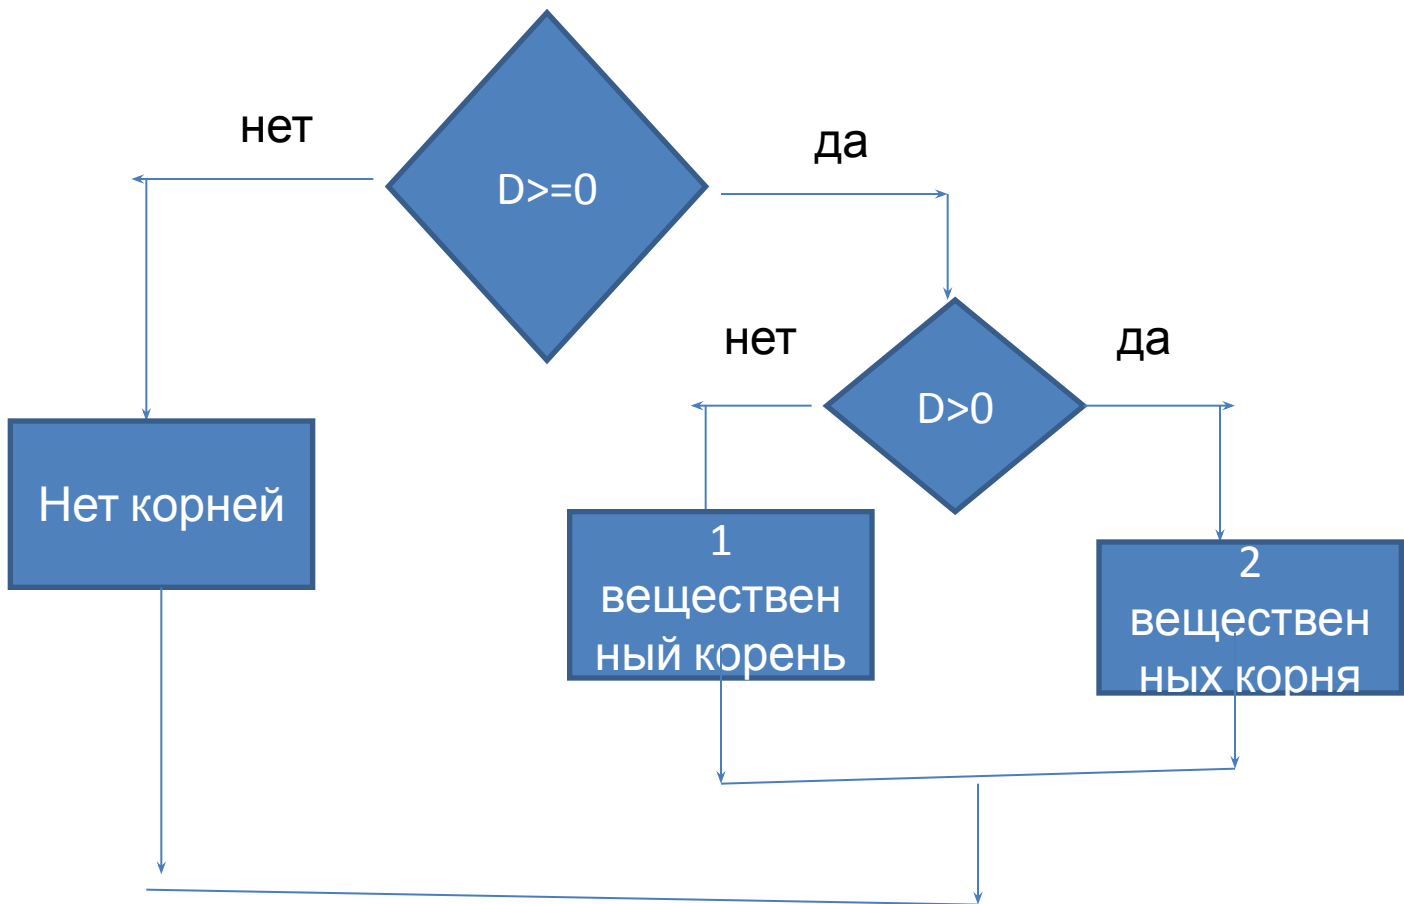 нет
да
D>=0
нет
да
D>0
Нет корней
1
веществен
ный корень
2
веществен
ных корня